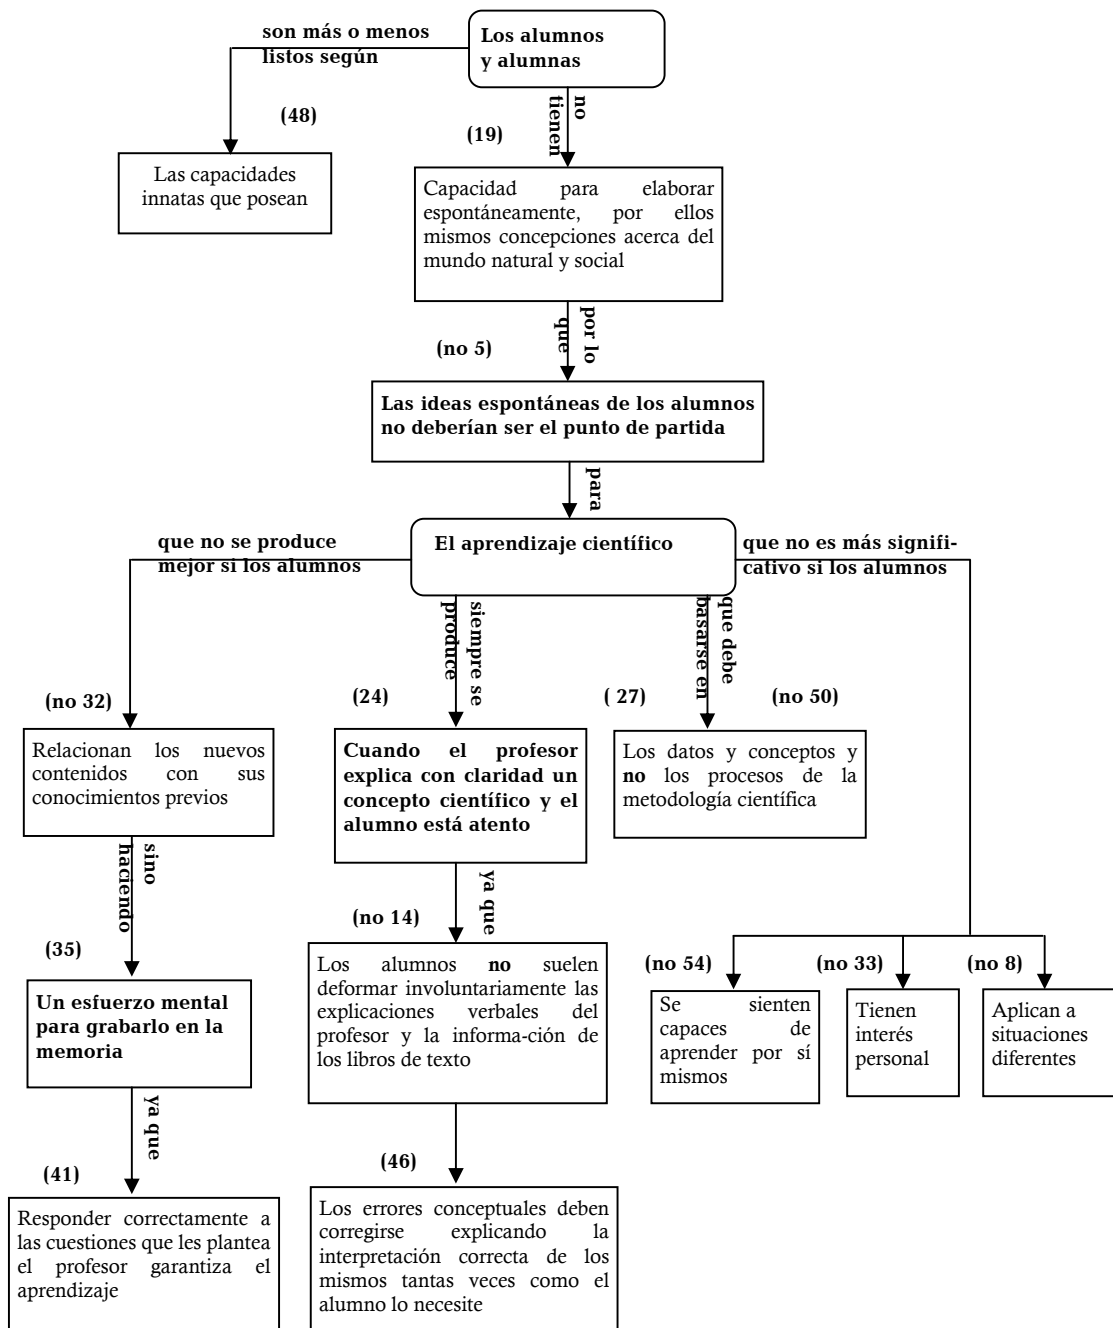 son más o menos
listos según
Los alumnos
y alumnas
(48)
no
tienen
(19)
Las capacidades
innatas que posean
Capacidad para elaborar
espontáneamente, por ellos
mismos concepciones acerca del
mundo natural y social
por lo
que
(no 5)
Las ideas espontáneas de los alumnos
no deberían ser el punto de partida
para
El aprendizaje científico
que no se produce
mejor si los alumnos
que no es más signifi-
cativo si los alumnos
siempre se
produce
que debe
basarse en
(no 32)
(24)
( 27)
(no 50)
Relacionan los nuevos
contenidos con sus
conocimientos previos
Cuando el profesor
explica con claridad un
concepto científico y el
alumno está atento
Los datos y conceptos y
no los procesos de la
metodología científica
sino
haciendo
ya que
(35)
(no 14)
(no 54)
(no 33)
(no 8)
Un esfuerzo mental
para grabarlo en la
memoria
Los alumnos no suelen
deformar involuntariamente las
explicaciones verbales del
profesor y la informa-ción de
los libros de texto
Se sienten
capaces de
aprender por sí
mismos
Tienen
interés
personal
Aplican a
situaciones
diferentes
ya que
(41)
(46)
Responder correctamente a
las cuestiones que les plantea
el profesor garantiza el
aprendizaje
Los errores conceptuales deben
corregirse explicando la
interpretación correcta de los
mismos tantas veces como el
alumno lo necesite